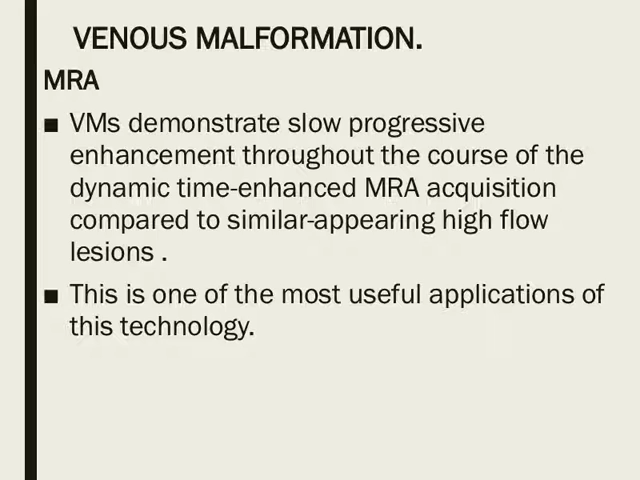 VENOUS MALFORMATION.
MRA
■ VMs demonstrate slow progressive
enhancement throughout the course of the
dynamic time-enhanced MRA acquisition
compared to similar-appearing high flow
lesions .
■ This is one of the most useful applications of
this technology.